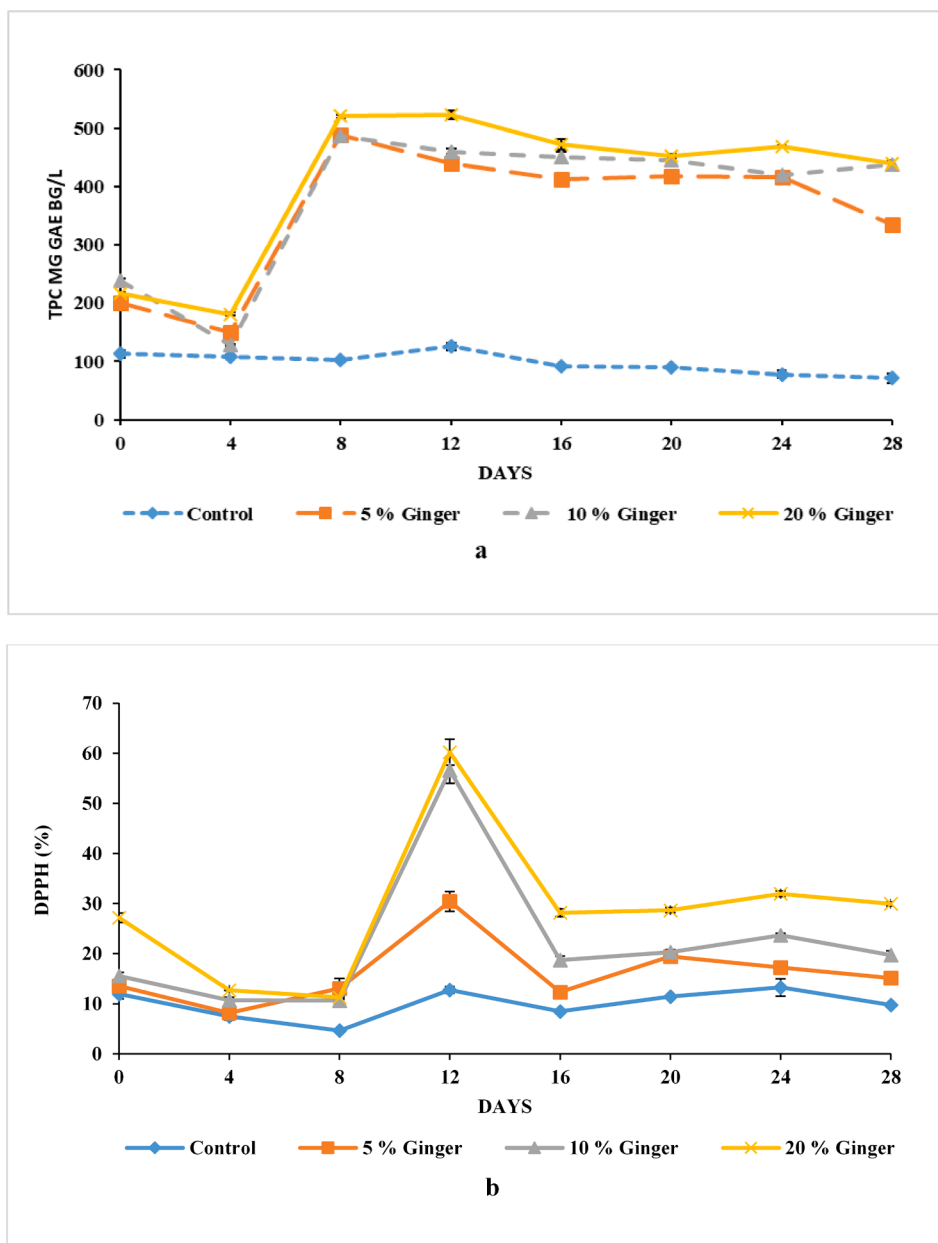 600
500
400
300
200
100
0
TPC MG GAE BG/L
0 4 8 12 16 20 24 28
DAYS
Control 5 % Ginger 10 % Ginger 20 % Ginger
a
70
60
50
40
30
20
10
0
DPPH (%)
0 4 8 12 16 20 24 28
DAYS
Control 5 % Ginger 10 % Ginger 20 % Ginger
b